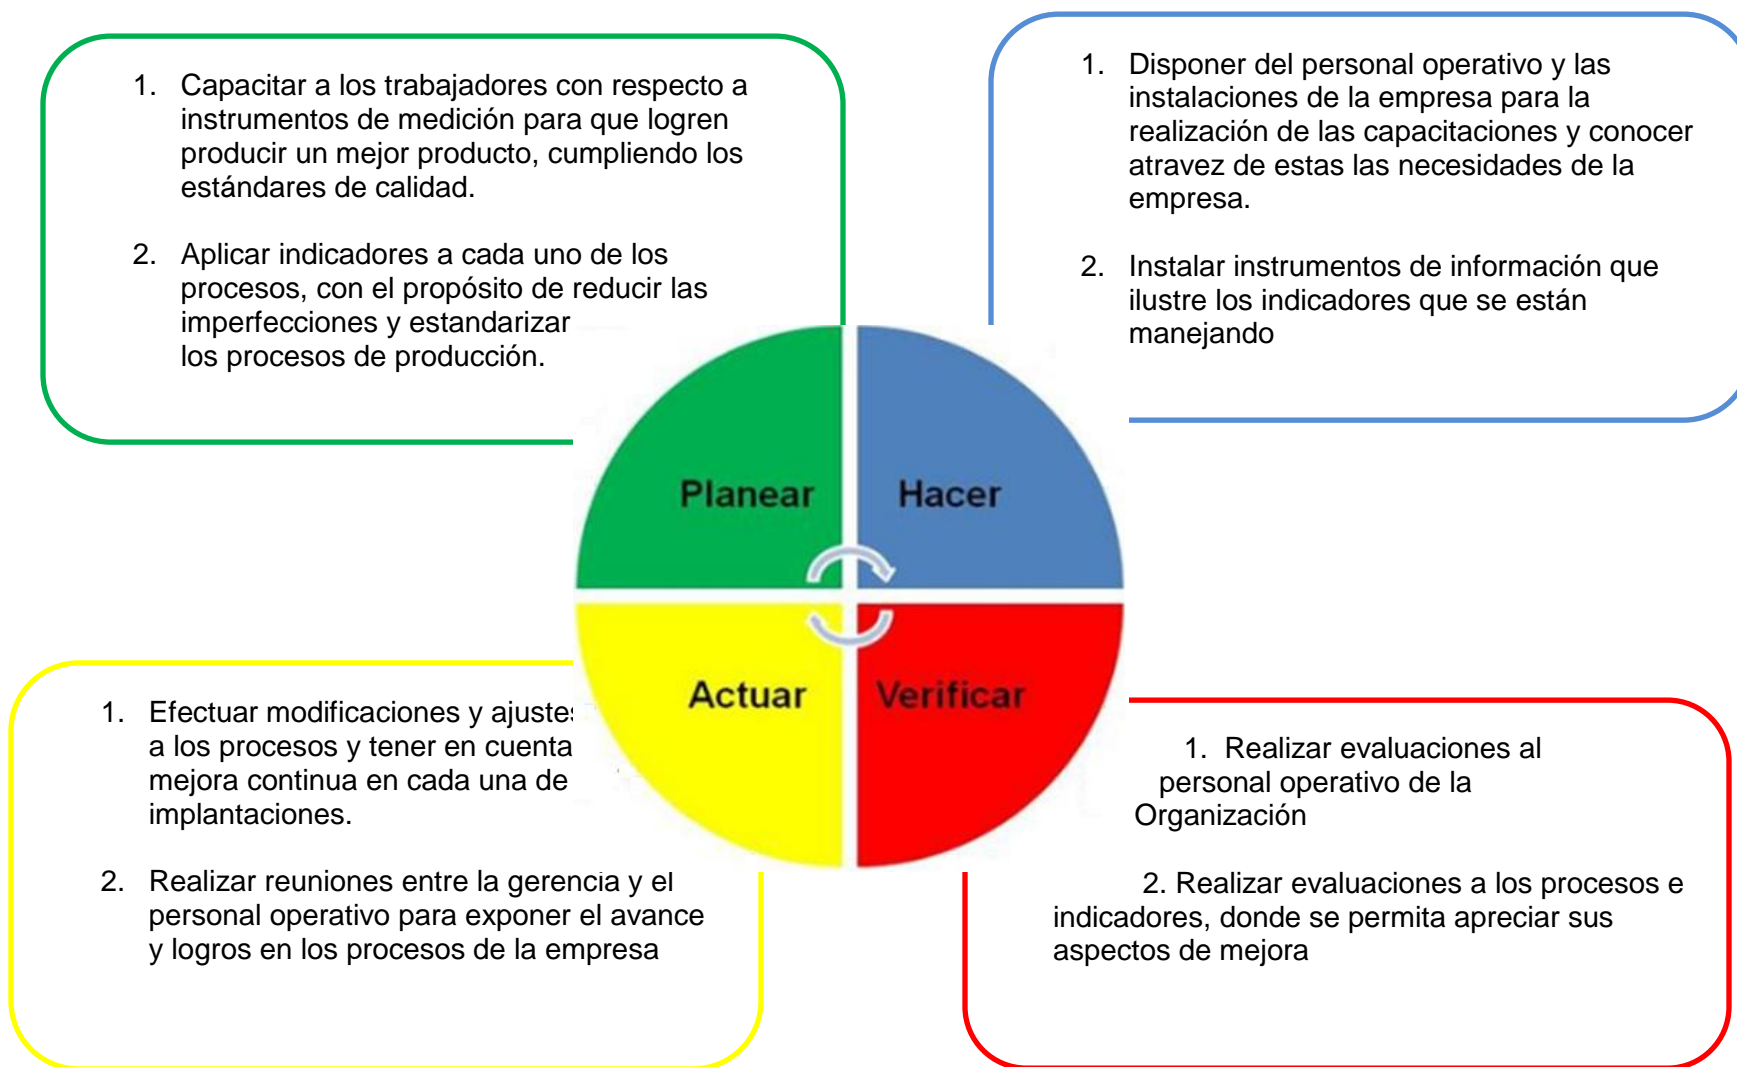 1. Capacitar a los trabajadores con respecto a
instrumentos de medición para que logren
producir un mejor producto, cumpliendo los
estándares de calidad.
2. Aplicar indicadores a cada uno de los
procesos, con el propósito de reducir las
imperfecciones y estandarizar
los procesos de producción.
1. Disponer del personal operativo y las
instalaciones de la empresa para la
realización de las capacitaciones y conocer
atravez de estas las necesidades de la
empresa.
2. Instalar instrumentos de información que
ilustre los indicadores que se están
manejando
Planear
Hacer
Actuar
Verificar
1. Efectuar modificaciones y ajustes
a los procesos y tener en cuenta
mejora continua en cada una de
implantaciones.
2. Realizar reuniones entre la gerencia y el
personal operativo para exponer el avance
y logros en los procesos de la empresa
1. Realizar evaluaciones al
personal operativo de la
Organización
2. Realizar evaluaciones a los procesos e
indicadores, donde se permita apreciar sus
aspectos de mejora